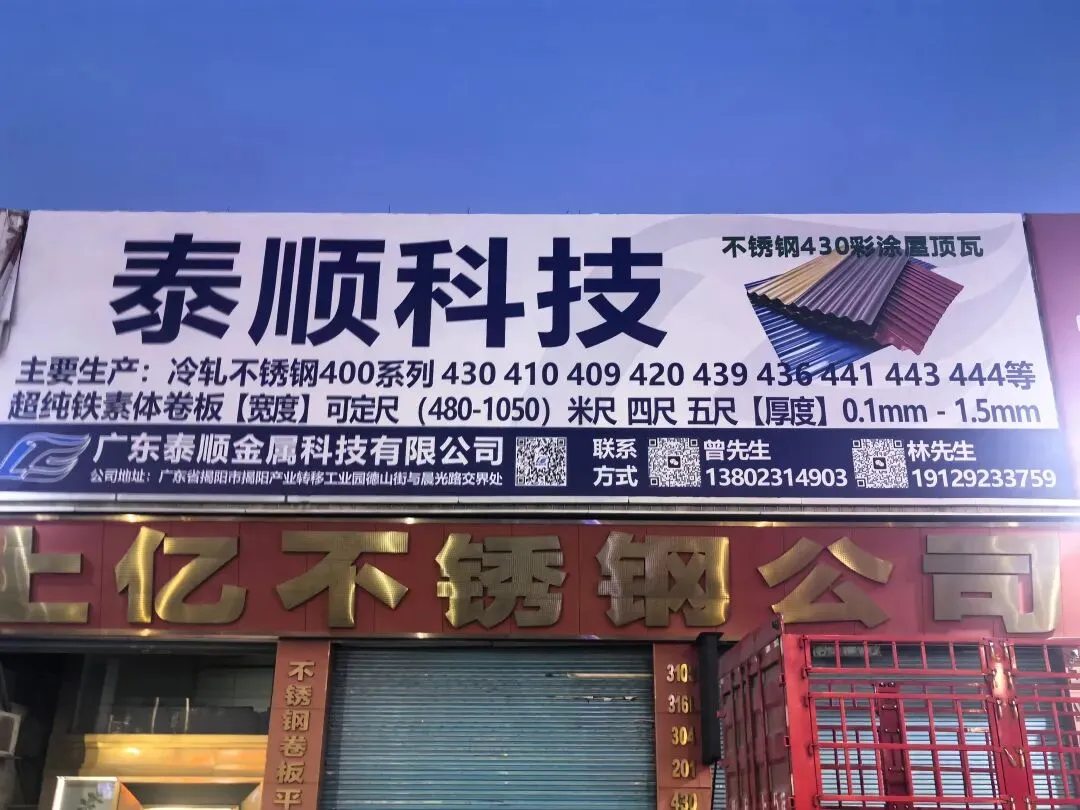 泰顺科技
不锈钢430彩涂屋顶瓦
主要生产：冷轧不锈钢400系列 430 410 409 420 439 436 441 443 444等
超纯铁素体卷板【宽度】可定尺（480-1050）米尺 四尺 五尺【厚度】0.1mm - 1.5mm
广东泰顺金属科技有限公司
公司地址：广东省揭阳市揭阳产业转移工业园德山街与晨光路交界处
联系方式
曾先生
13802314903
林先生
19129233759
上亿不锈钢公司
不锈钢卷板平
310S
316L
304
201
430